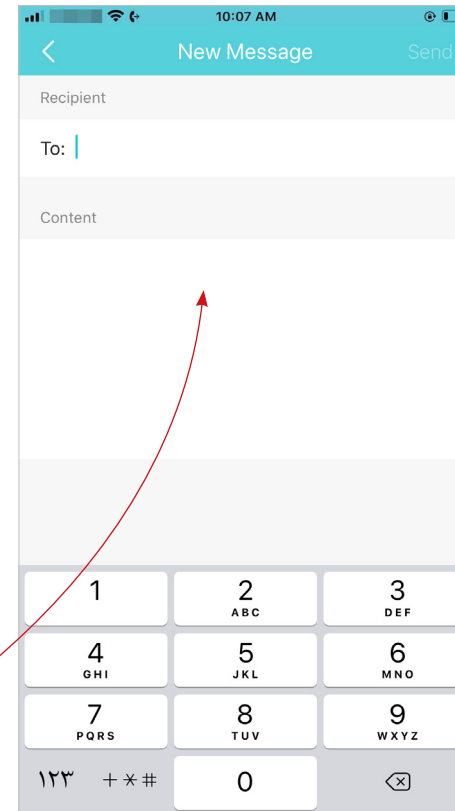 10:07 AM
New Message Send
Recipient
To:
Content
1 2 3
ABC DEF
4 5 6
GHI JKL MNO
7 8 9
PQRS TUV WXYZ
١٢٣ +*# 0